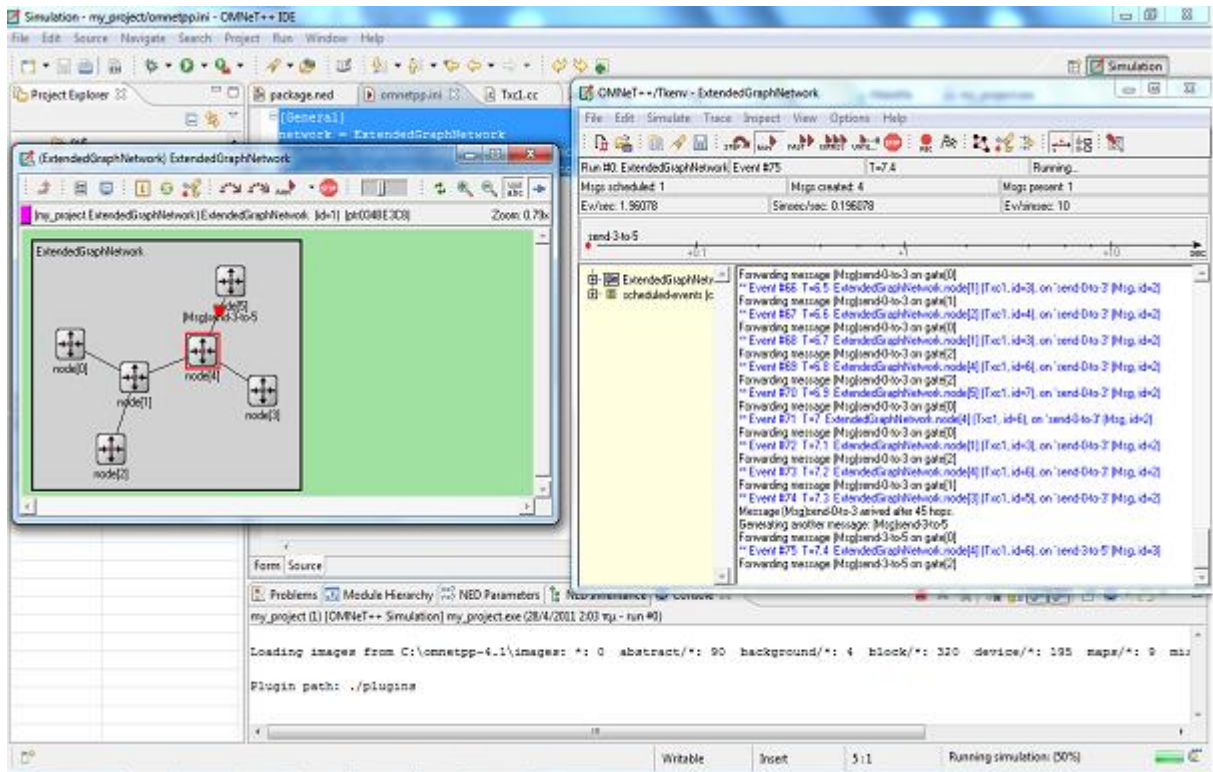 Simulation - my_project/omnetpp.ini - OMNeT++ IDE
File Edit Source Navigate Search Project Run Window Help
Simulation
Project Explorer
package.ned
omnetpp.ini
Txc1.cc
[General]
network = ExtendedGraphNetwork
(ExtendedGraphNetwork) ExtendedGraphNetwork
(my_project.ExtendedGraphNetwork) ExtendedGraphNetwork (id=1) (ptr0048E3C8)
Zoom: 0.79x
ExtendedGraphNetwork
node[5]
(Msg)send-3-to-5
node[0]
node[4]
node[1]
node[3]
node[2]
OMNeT++/Tkenv - ExtendedGraphNetwork
File Edit Simulate Trace Inspect View Options Help
Run #0: ExtendedGraphNetwork Event #75 T=7.4 Running...
Msgs scheduled: 1 Msgs created: 4 Msgs present: 1
Ev/sec: 1.96078 Simsec/sec: 0.196078 Ev/simsec: 10
send-3-to-5
+0.1 +1 +10 sec
ExtendedGraphNetw
scheduled-events (c
Forwarding message (Msg)send-0-to-3 on gate[0]
** Event #66 T=6.5 ExtendedGraphNetwork.node[1] (Txc1, id=3), on `send-0-to-3' (Msg, id=2)
Forwarding message (Msg)send-0-to-3 on gate[1]
** Event #67 T=6.6 ExtendedGraphNetwork.node[2] (Txc1, id=4), on `send-0-to-3' (Msg, id=2)
Forwarding message (Msg)send-0-to-3 on gate[0]
** Event #68 T=6.7 ExtendedGraphNetwork.node[1] (Txc1, id=3), on `send-0-to-3' (Msg, id=2)
Forwarding message (Msg)send-0-to-3 on gate[2]
** Event #69 T=6.8 ExtendedGraphNetwork.node[4] (Txc1, id=6), on `send-0-to-3' (Msg, id=2)
Forwarding message (Msg)send-0-to-3 on gate[2]
** Event #70 T=6.9 ExtendedGraphNetwork.node[5] (Txc1, id=7), on `send-0-to-3' (Msg, id=2)
Forwarding message (Msg)send-0-to-3 on gate[0]
** Event #71 T=7 ExtendedGraphNetwork.node[4] (Txc1, id=6), on `send-0-to-3' (Msg, id=2)
Forwarding message (Msg)send-0-to-3 on gate[0]
** Event #72 T=7.1 ExtendedGraphNetwork.node[1] (Txc1, id=3), on `send-0-to-3' (Msg, id=2)
Forwarding message (Msg)send-0-to-3 on gate[2]
** Event #73 T=7.2 ExtendedGraphNetwork.node[4] (Txc1, id=6), on `send-0-to-3' (Msg, id=2)
Forwarding message (Msg)send-0-to-3 on gate[1]
** Event #74 T=7.3 ExtendedGraphNetwork.node[3] (Txc1, id=5), on `send-0-to-3' (Msg, id=2)
Message (Msg)send-0-to-3 arrived after 45 hops.
Generating another message: (Msg)send-3-to-5
Forwarding message (Msg)send-3-to-5 on gate[0]
** Event #75 T=7.4 ExtendedGraphNetwork.node[4] (Txc1, id=6), on `send-3-to-5' (Msg, id=3)
Forwarding message (Msg)send-3-to-5 on gate[2]
Form Source
Problems Module Hierarchy NED Parameters NED Inheritance Console
my_project (1) [OMNeT++ Simulation] my_project.exe (28/4/2011 2:03 πμ - run #0)
Loading images from C:\omnetpp-4.1\images: *: 0 abstract/*: 90 background/*: 4 block/*: 320 device/*: 195 maps/*: 9
Plugin path: ./plugins
Writable Insert 5:1 Running simulation: (50%)